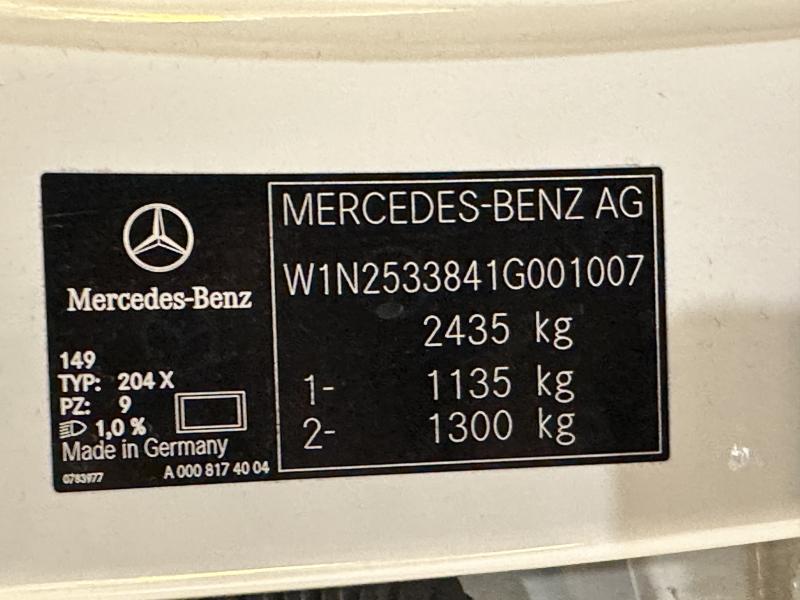 Mercedes-Benz
149
TYP: 204 X
PZ: 9
1,0 %
Made in Germany
0783977 A 000 817 40 04
MERCEDES-BENZ AG
W1N2533841G001007
2435 kg
1- 1135 kg
2- 1300 kg